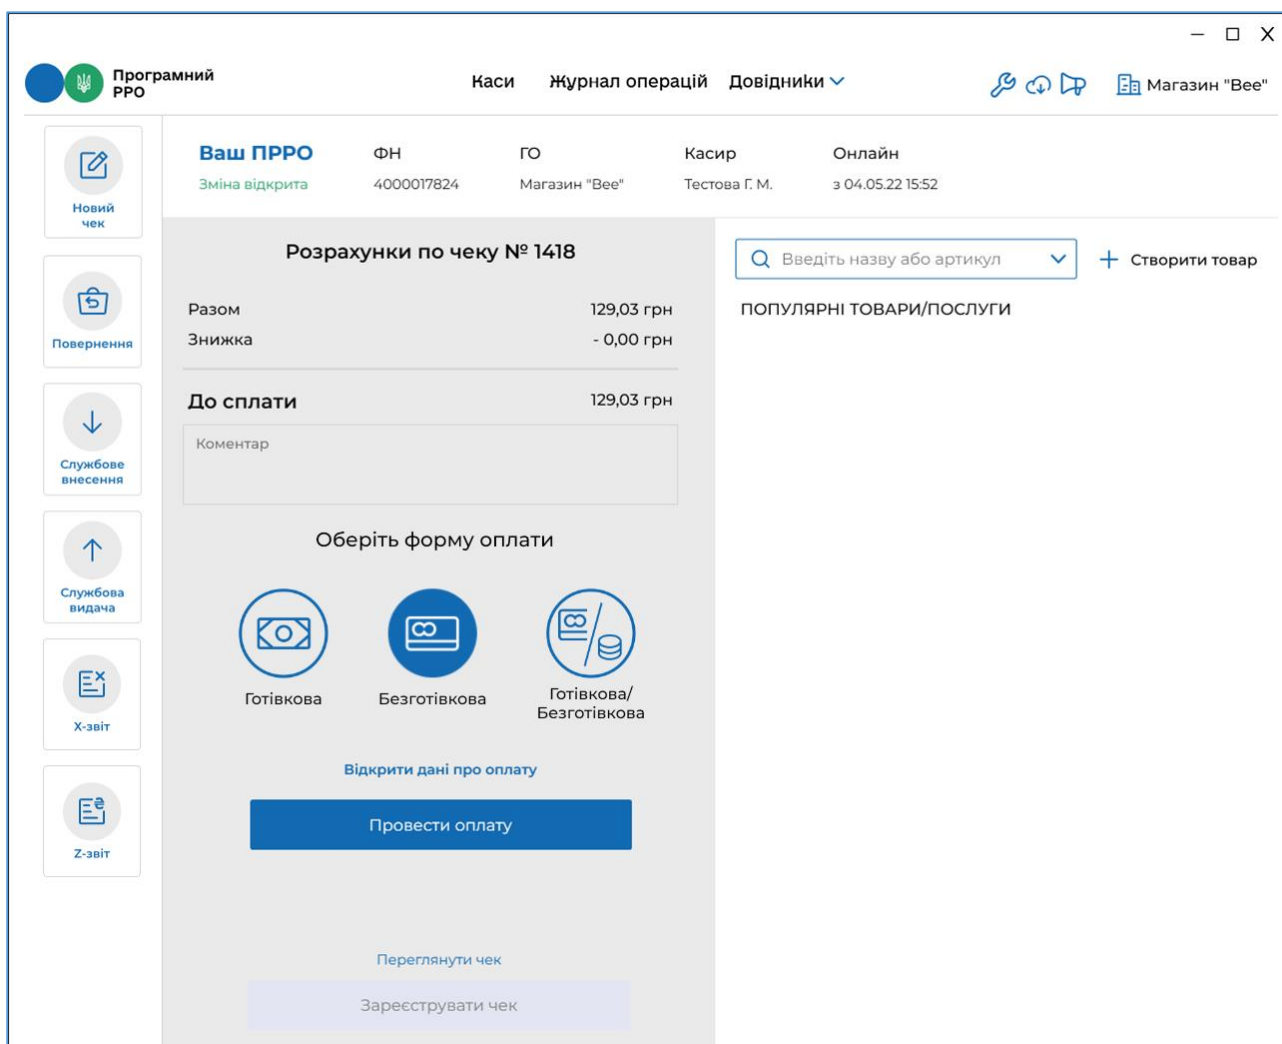 Програмний
РРО
Каси
Журнал операцій
Довідники
Магазин "Bee"
Новий
чек
Повернення
Службове
внесення
Службова
видача
X-звіт
Z-звіт
Ваш ПРРО
ФН
ГО
Касир
Онлайн
Зміна відкрита
4000017824
Магазин "Bee"
Тестова Г. М.
з 04.05.22 15:52
Розрахунки по чеку № 1418
Разом 129,03 грн
Знижка - 0,00 грн
До сплати 129,03 грн
Коментар
Оберіть форму оплати
Готівкова
Безготівкова
Готівкова/
Безготівкова
Відкрити дані про оплату
Провести оплату
Переглянути чек
Зареєструвати чек
Введіть назву або артикул
Створити товар
ПОПУЛЯРНІ ТОВАРИ/ПОСЛУГИ